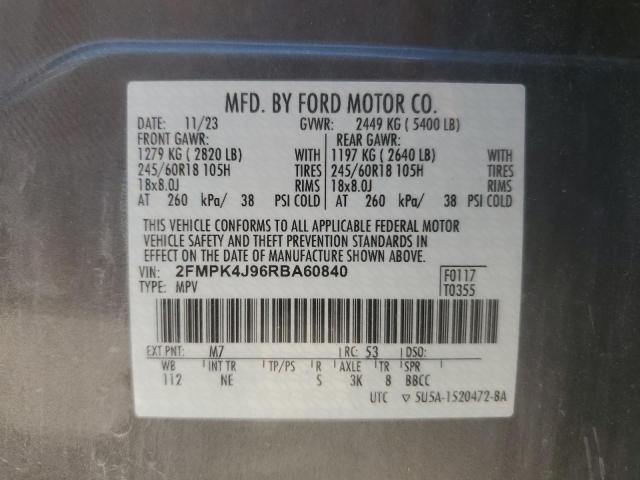 MFD. BY FORD MOTOR CO.
DATE: 11/23 GVWR: 2449 KG ( 5400 LB)
FRONT GAWR: REAR GAWR:
1279 KG ( 2820 LB) WITH 1197 KG ( 2640 LB) WITH
245/60R18 105H TIRES 245/60R18 105H TIRES
18x8.0J RIMS 18x8.0J RIMS
AT 260 kPa/ 38 PSI COLD AT 260 kPa/ 38 PSI COLD
THIS VEHICLE CONFORMS TO ALL APPLICABLE FEDERAL MOTOR
VEHICLE SAFETY AND THEFT PREVENTION STANDARDS IN
EFFECT ON THE DATE OF MANUFACTURE SHOWN ABOVE.
VIN: 2FMPK4J96RBA60840 F0117
TYPE: MPV T0355
EXT PNT: M7 RC: 53 DSO:
WB INT TR TP/PS R AXLE TR SPR
112 NE S 3K 8 BBCC
UTC ▽ 5U5A-1520472-BA